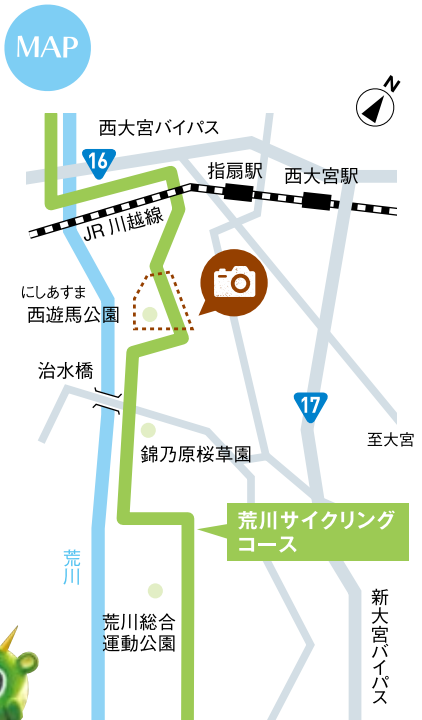 MAP
N
西大宮バイパス
16
指扇駅
西大宮駅
JR川越線
にしあすま
西遊馬公園
治水橋
17
至大宮
錦乃原桜草園
荒川サイクリング
コース
荒川
新大宮バイパス
荒川総合
運動公園